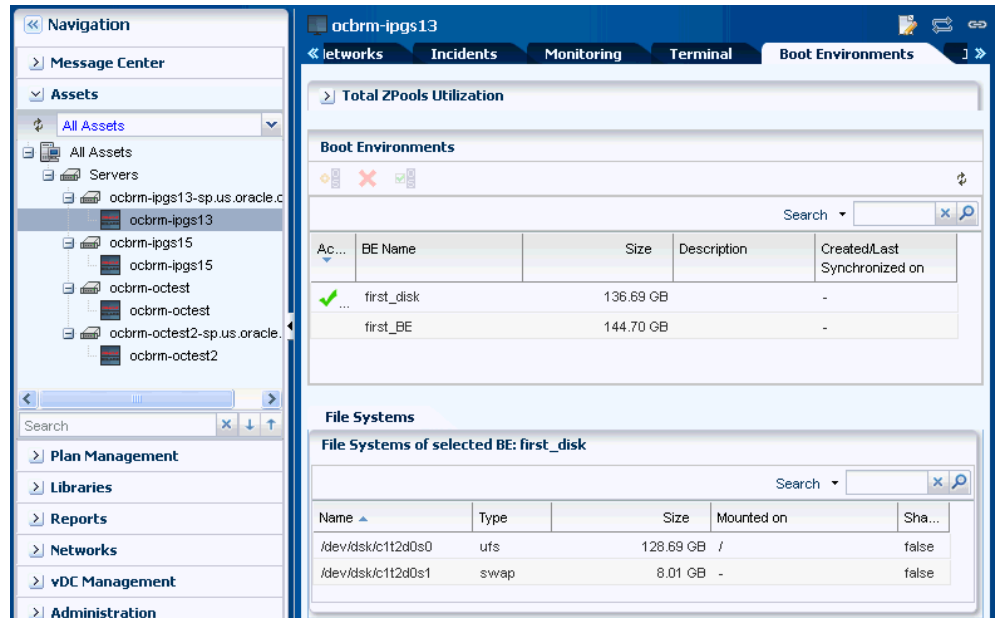 Navigation
Message Center
Assets
All Assets
All Assets
Servers
ocbrm-ipgs13-sp.us.oracle.c
ocbrm-ipgs13
ocbrm-ipgs15
ocbrm-ipgs15
ocbrm-octest
ocbrm-octest
ocbrm-octest2-sp.us.oracle.
ocbrm-octest2
Search
Plan Management
Libraries
Reports
Networks
vDC Management
Administration
ocbrm-ipgs13
letworks Incidents Monitoring Terminal Boot Environments
Total ZPools Utilization
Boot Environments
Search
Ac... BE Name Size Description Created/Last Synchronized on
... first_disk 136.69 GB -
first_BE 144.70 GB -
File Systems
File Systems of selected BE: first_disk
Search
Name Type Size Mounted on Sha...
/dev/dsk/c1t2d0s0 ufs 128.69 GB / false
/dev/dsk/c1t2d0s1 swap 8.01 GB - false